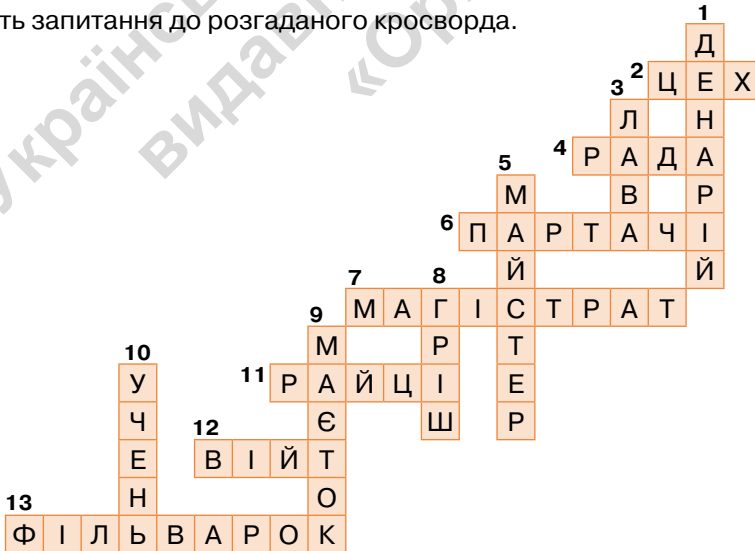 ть запитання до розгаданого кросворда.
1
Д
2 Ц Е Х
3
Л Н
4 Р А Д А
5
М В Р
6 П А Р Т А Ч І
Й Й
7 8
М А Г І С Т Р А Т
9
М Р Т
10
У 11 Р А Й Ц І Е
Ч Є Ш Р
12
Е В І Й Т
Н О
13
Ф І Л Ь В А Р О К